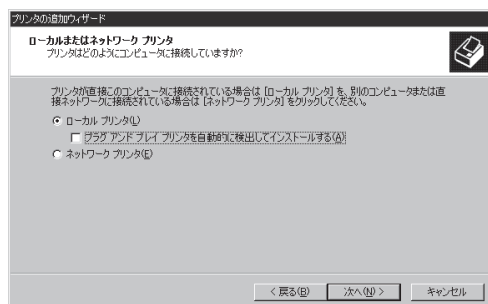 プリンタの追加ウィザード
ローカルまたはネットワーク プリンタ
プリンタはどのようにコンピュータに接続していますか?
プリンタが直接このコンピュータに接続されている場合は [ローカル プリンタ] を、別のコンピュータまたは直
接ネットワークに接続されている場合は [ネットワーク プリンタ] をクリックしてください。
ローカル プリンタ(L)
プラグ アンド プレイ プリンタを自動的に検出してインストールする(A)
ネットワーク プリンタ(E)
< 戻る(B)
次へ(N) >
キャンセル